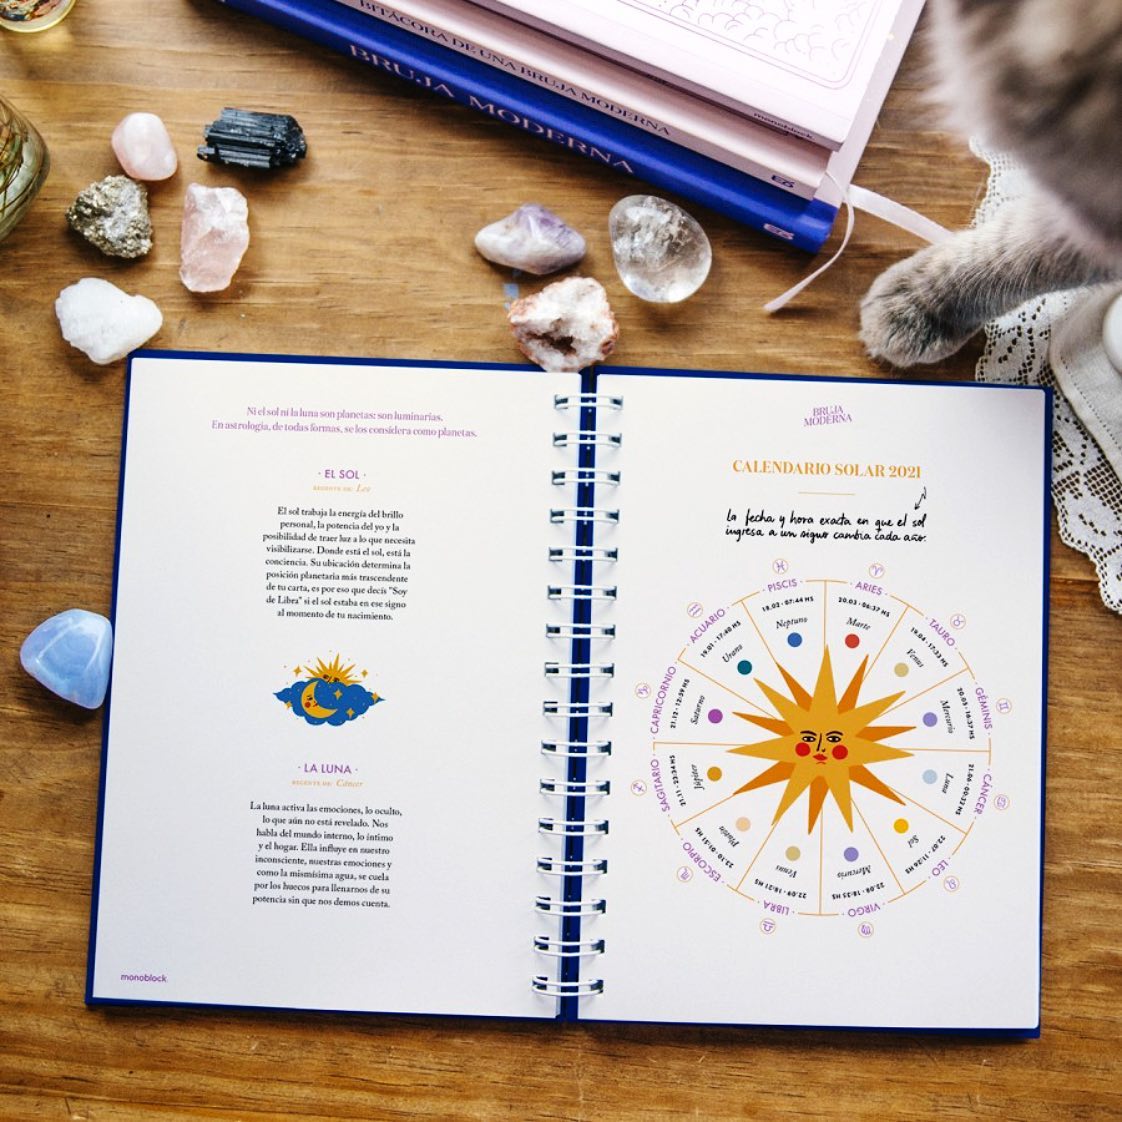 BITÁCORA DE UNA BRUJA MODERNA
monoblock.
BRUJA MODERNA
Ni el sol ni la luna son planetas: son luminarias.
En astrología, de todas formas, se los considera como planetas.
· EL SOL ·
REGENTE DE: Leo
El sol trabaja la energía del brillo
personal, la potencia del yo y la
posibilidad de traer luz a lo que necesita
visibilizarse. Donde está el sol, está la
conciencia. Su ubicación determina la
posición planetaria más trascendente
de tu carta, es por eso que decís "Soy
de Libra" si el sol estaba en ese signo
al momento de tu nacimiento.
· LA LUNA ·
REGENTE DE: Cáncer
La luna activa las emociones, lo oculto,
lo que aún no está revelado. Nos
habla del mundo interno, lo íntimo
y el hogar. Ella influye en nuestro
inconsciente, nuestras emociones y
como la mismísima agua, se cuela
por los huecos para llenarnos de su
potencia sin que nos demos cuenta.
monoblock.
BRUJA
MODERNA
CALENDARIO SOLAR 2021
La fecha y hora exacta en que el sol
ingresa a un signo cambia cada año.
· ARIES ·
20.03 · 06:37 HS
Marte
· TAURO ·
19.04 · 17:33 HS
Venus
· GÉMINIS ·
20.05 · 16:37 HS
Mercurio
· CÁNCER ·
21.06 · 00:32 HS
Luna
· LEO ·
22.07 · 11:26 HS
Sol
· VIRGO ·
22.08 · 18:35 HS
Mercurio
· LIBRA ·
22.09 · 16:21 HS
Venus
· ESCORPIO ·
23.10 · 01:51 HS
Plutón
· SAGITARIO ·
21.11 · 23:34 HS
Júpiter
· CAPRICORNIO ·
21.12 · 12:59 HS
Saturno
· ACUARIO ·
19.01 · 17:40 HS
Urano
· PISCIS ·
18.02 · 07:44 HS
Neptuno